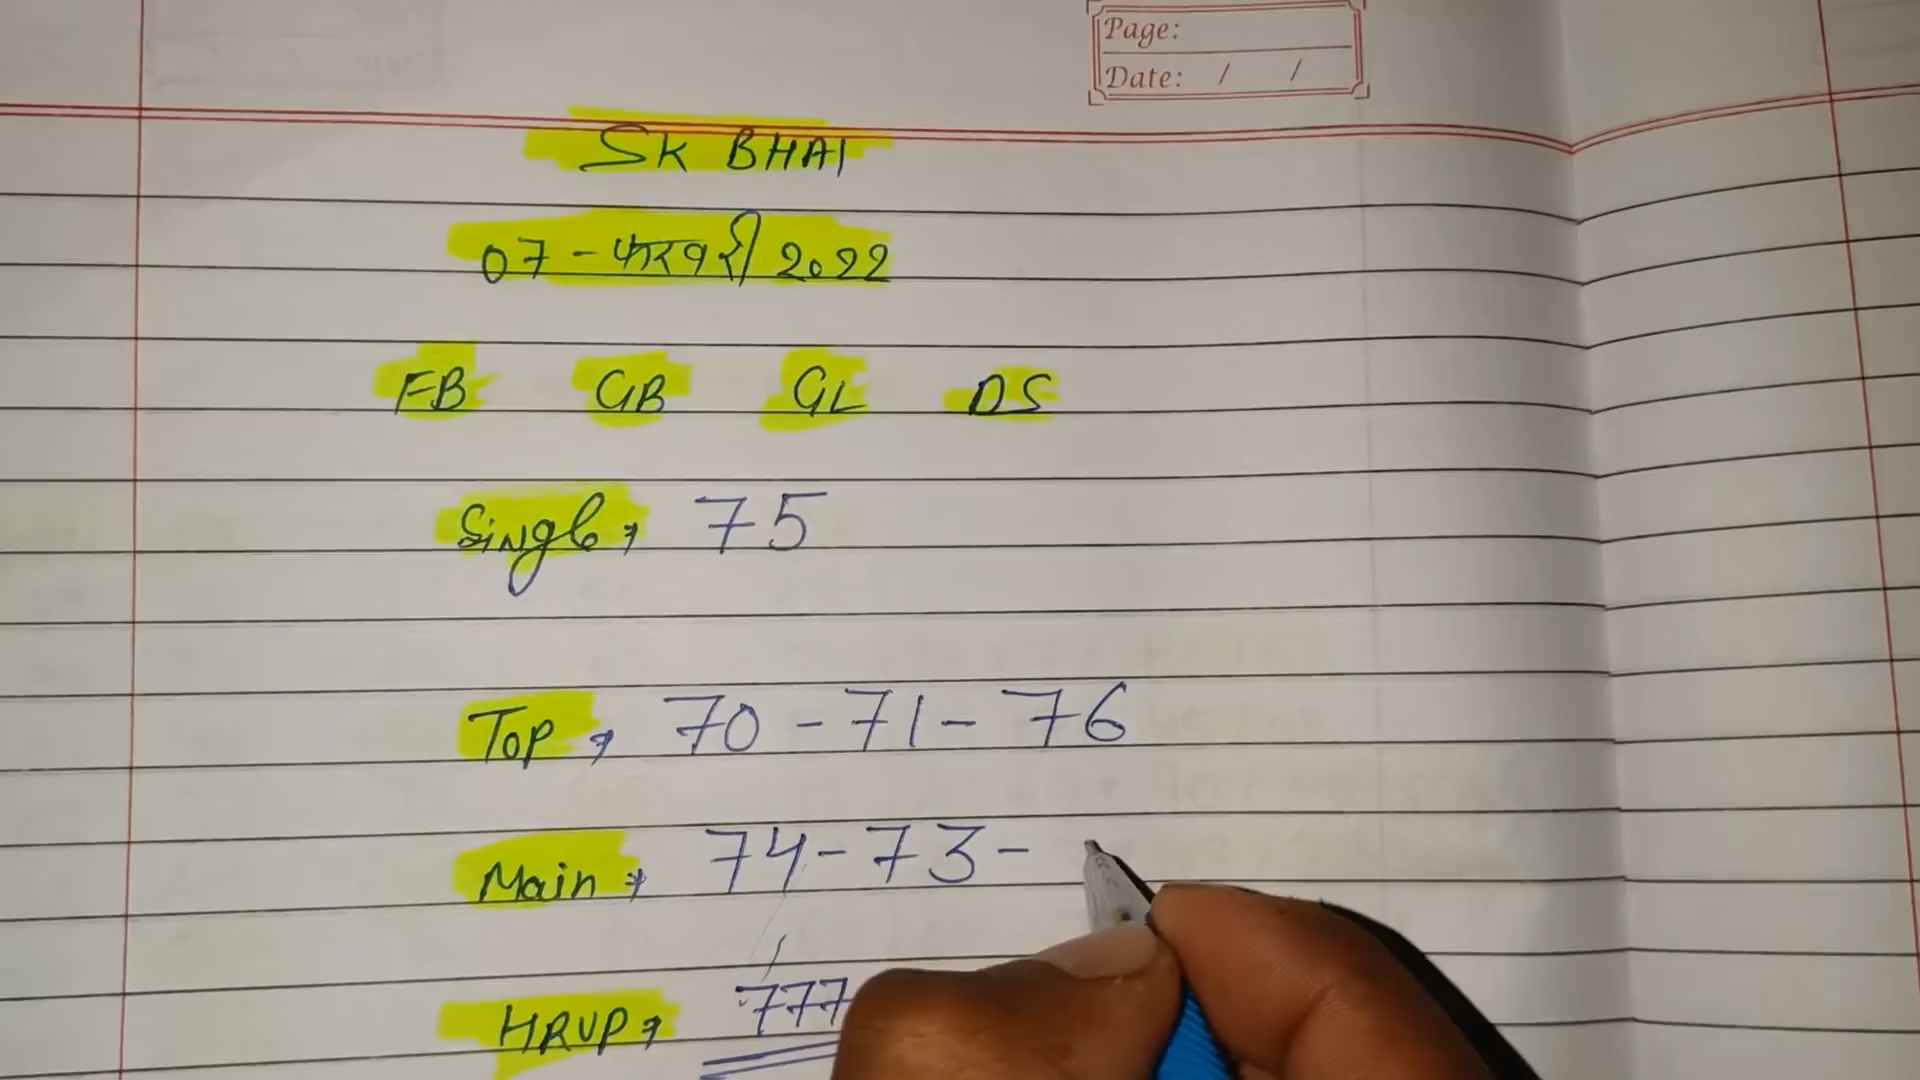 Page:
Date: / /
SK BHAI
07-फरवरी 2022
FB GB GL DS
Single → 75
TOP → 70-71-76
Main → 74-73-
HRUP → 777